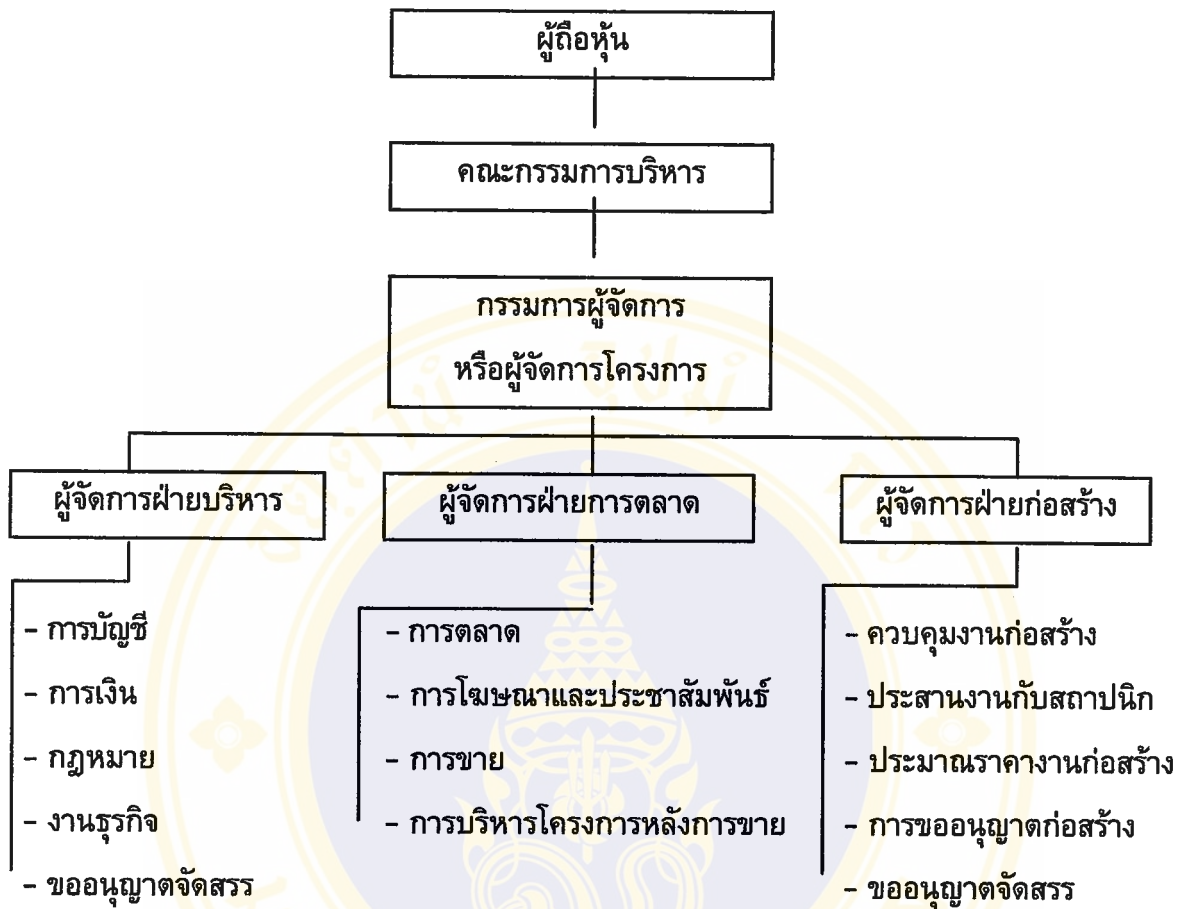 ผู้ถือหุ้น
คณะกรรมการบริหาร
กรรมการผู้จัดการ
หรือผู้จัดการโครงการ
ผู้จัดการฝ่ายบริหาร
ผู้จัดการฝ่ายการตลาด
ผู้จัดการฝ่ายก่อสร้าง
- การบัญชี
- การเงิน
- กฎหมาย
- งานธุรกิจ
- ขออนุญาตจัดสรร
- การตลาด
- การโฆษณาและประชาสัมพันธ์
- การขาย
- การบริหารโครงการหลังการขาย
- ควบคุมงานก่อสร้าง
- ประสานงานกับสถาปนิก
- ประมาณราคางานก่อสร้าง
- การขออนุญาตก่อสร้าง
- ขออนุญาตจัดสรร